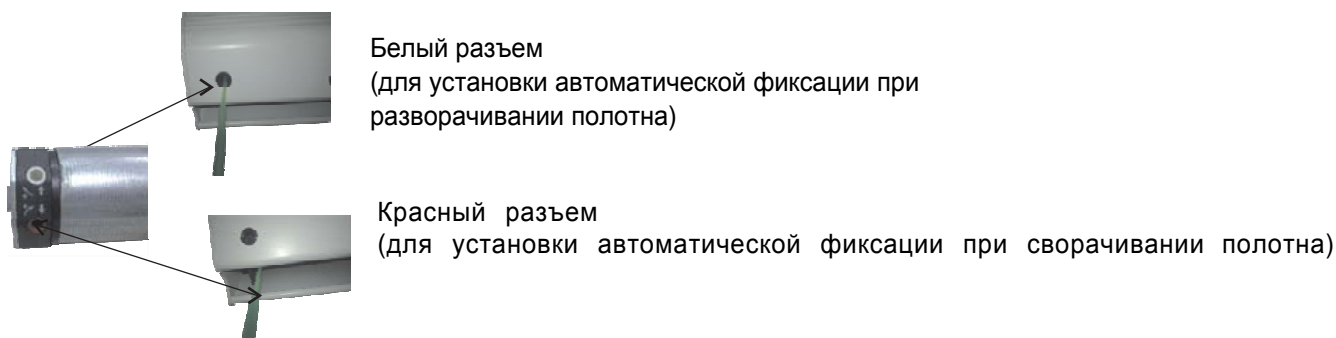 Белый разъем
(для установки автоматической фиксации при
разворачивании полотна)
Красный разъем
(для установки автоматической фиксации при сворачивании полотна)